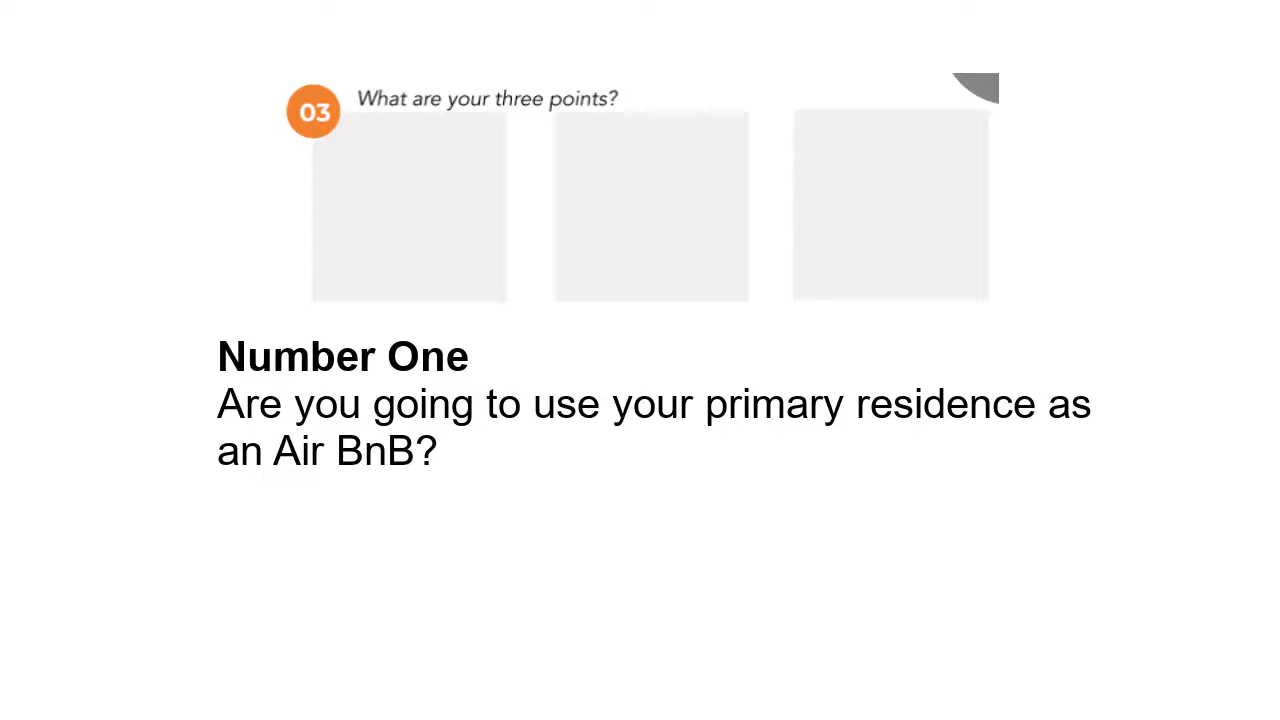 03
What are your three points?
Number One
Are you going to use your primary residence as
an Air BnB?